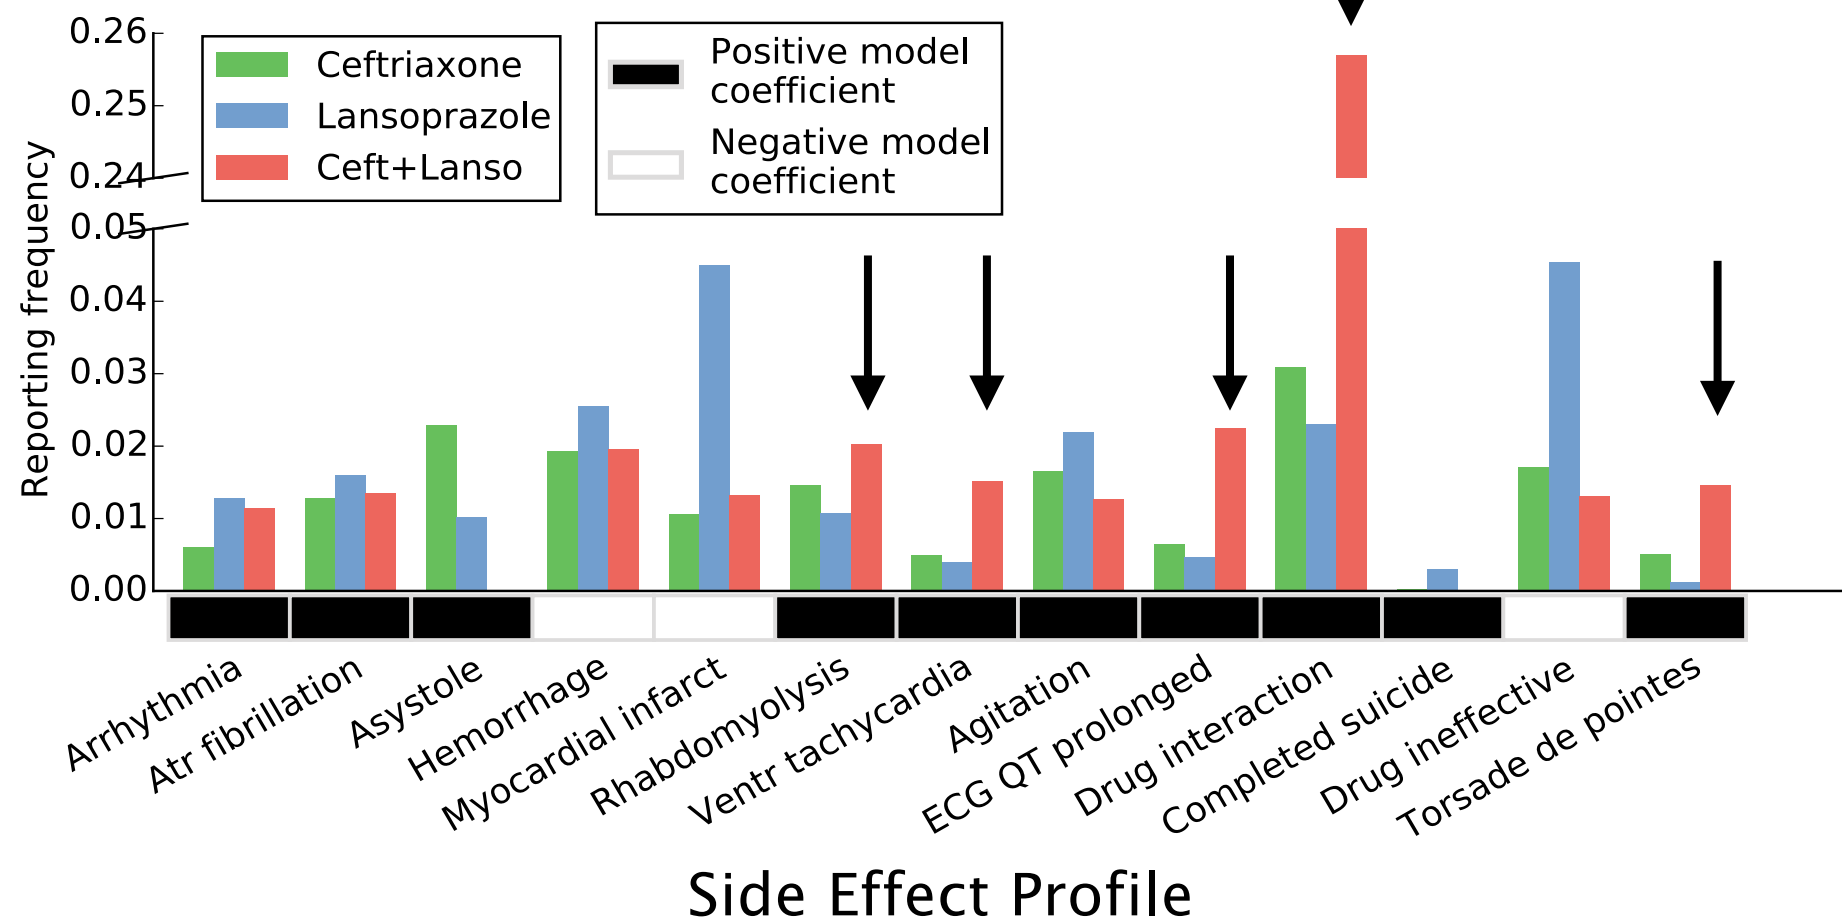 Reporting frequency
0.26
0.25
0.24
0.05
0.04
0.03
0.02
0.01
0.00
Ceftriaxone
Lansoprazole
Ceft+Lanso
Positive model
coefficient
Negative model
coefficient
Arrhythmia
Atr fibrillation
Asystole
Hemorrhage
Myocardial infarct
Rhabdomyolysis
Ventr tachycardia
Agitation
ECG QT prolonged
Drug interaction
Completed suicide
Drug ineffective
Torsade de pointes
Side Effect Profile